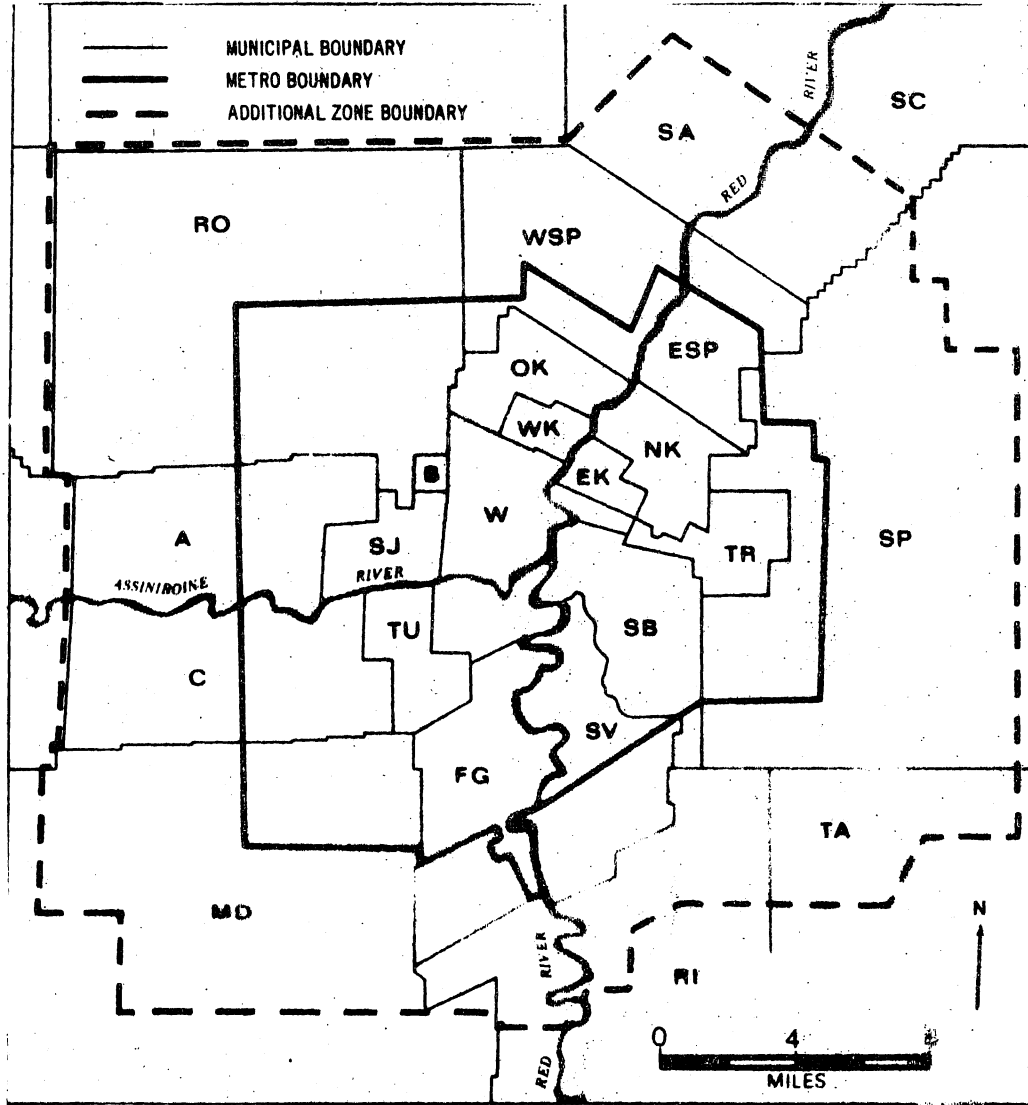 MUNICIPAL BOUNDARY
METRO BOUNDARY
ADDITIONAL ZONE BOUNDARY
RIVER
SC
SA
RED
RO
WSP
ESP
OK
WK
NK
EK
S
W
A
SJ
TR
SP
ASSINIBOINE
RIVER
TU
SB
C
SV
FG
TA
MD
N
RIVER
RI
0 4 8
MILES
RED